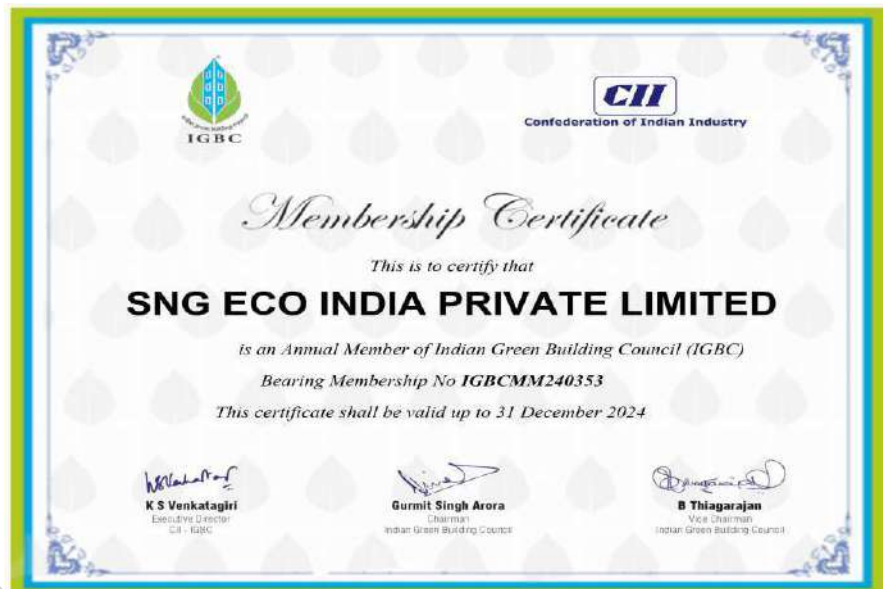 IGBC
CII
Confederation of Indian Industry
Membership Certificate
This is to certify that
SNG ECO INDIA PRIVATE LIMITED
is an Annual Member of Indian Green Building Council (IGBC)
Bearing Membership No IGBCMM240353
This certificate shall be valid up to 31 December 2024
K S Venkatagiri
Executive Director
CII - IGBC
Gurmit Singh Arora
Chairman
Indian Green Building Council
B Thiagarajan
Vice Chairman
Indian Green Building Council